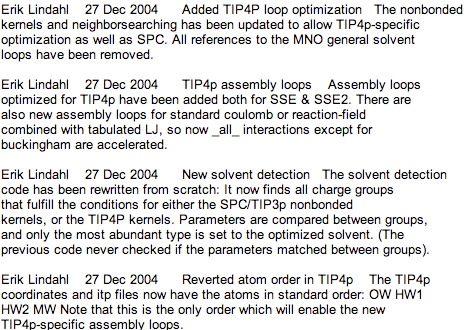 Erik Lindahl 27 Dec 2004 Added TIP4P loop optimization The nonbonded
kernels and neighborsearching has been updated to allow TIP4p-specific
optimization as well as SPC. All references to the MNO general solvent
loops have been removed.
Erik Lindahl 27 Dec 2004 TIP4p assembly loops Assembly loops
optimized for TIP4p have been added both for SSE & SSE2. There are
also new assembly loops for standard coulomb or reaction-field
combined with tabulated LJ, so now _all_ interactions except for
buckingham are accelerated.
Erik Lindahl 27 Dec 2004 New solvent detection The solvent detection
code has been rewritten from scratch: It now finds all charge groups
that fulfill the conditions for either the SPC/TIP3p nonbonded
kernels, or the TIP4P kernels. Parameters are compared between groups,
and only the most abundant type is set to the optimized solvent. (The
previous code never checked if the parameters matched between groups).
Erik Lindahl 27 Dec 2004 Reverted atom order in TIP4p The TIP4p
coordinates and itp files now have the atoms in standard order: OW HW1
HW2 MW Note that this is the only order which will enable the new
TIP4p-specific assembly loops.